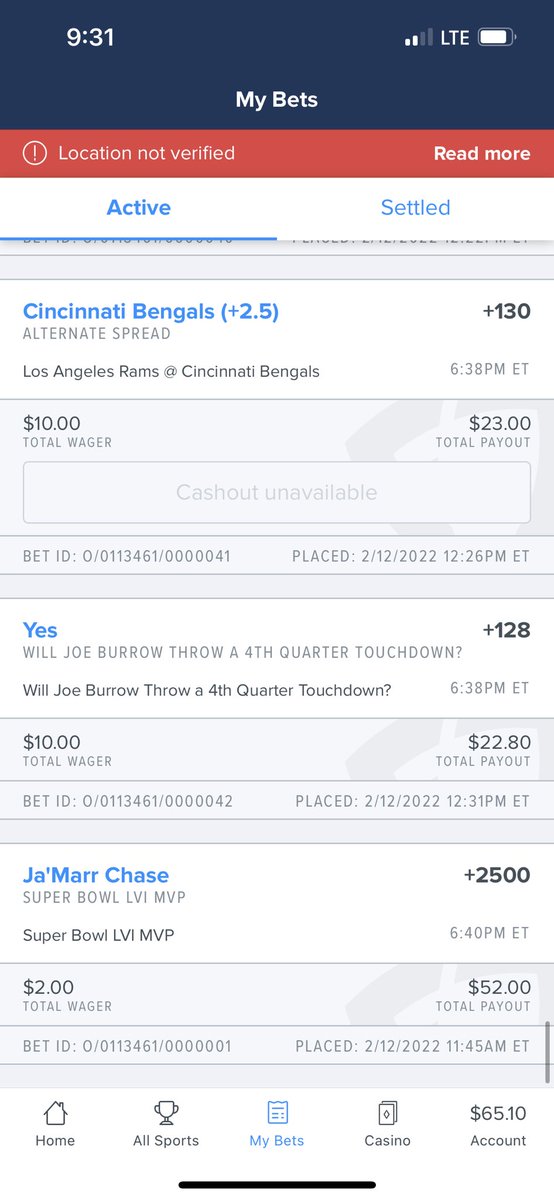 9:31 LTE
My Bets
Location not verified Read more
Active Settled
Cincinnati Bengals (+2.5) +130
ALTERNATE SPREAD
Los Angeles Rams @ Cincinnati Bengals 6:38PM ET
$10.00 $23.00
TOTAL WAGER TOTAL PAYOUT
Cashout unavailable
BET ID: O/0113461/0000041 PLACED: 2/12/2022 12:26PM ET
Yes +128
WILL JOE BURROW THROW A 4TH QUARTER TOUCHDOWN?
Will Joe Burrow Throw a 4th Quarter Touchdown? 6:38PM ET
$10.00 $22.80
TOTAL WAGER TOTAL PAYOUT
BET ID: O/0113461/0000042 PLACED: 2/12/2022 12:31PM ET
Ja'Marr Chase +2500
SUPER BOWL LVI MVP
Super Bowl LVI MVP 6:40PM ET
$2.00 $52.00
TOTAL WAGER TOTAL PAYOUT
BET ID: O/0113461/0000001 PLACED: 2/12/2022 11:45AM ET
$65.10
Home All Sports My Bets Casino Account